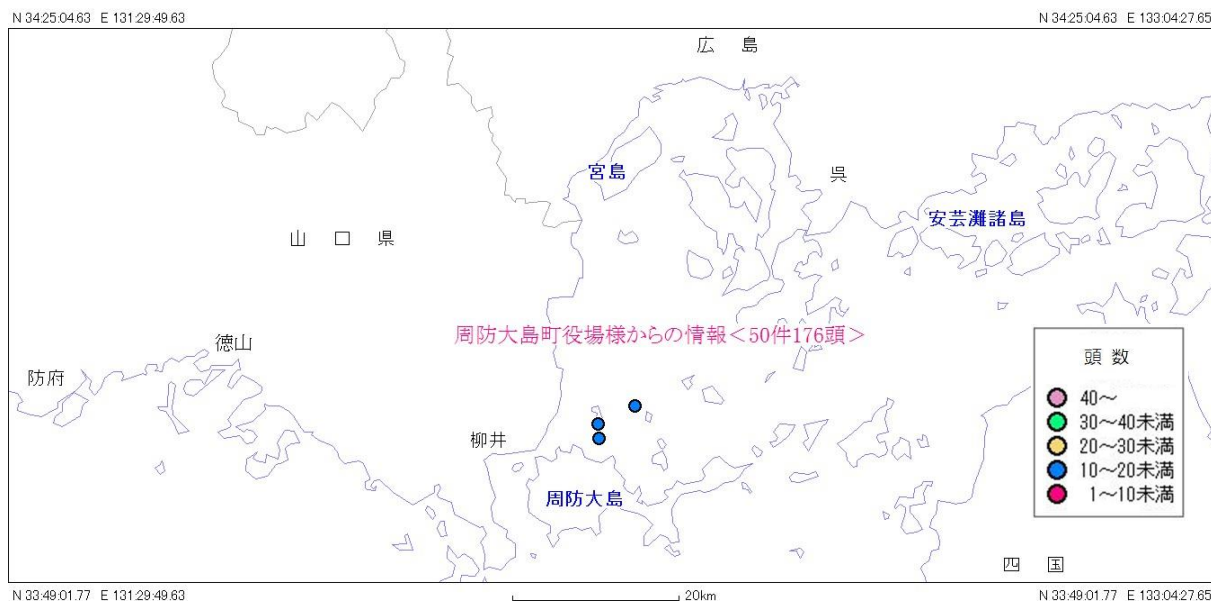 N 34:25:04.63  E 131:29:49.63
N 34:25:04.63  E 133:04:27.65
広 島
宮島
呉
安芸灘諸島
山 口 県
周防大島町役場様からの情報＜50件176頭＞
徳山
防府
頭 数
40～
30～40未満
20～30未満
10～20未満
1～10未満
柳井
周防大島
四 国
N 33:49:01.77  E 131:29:49.63
20km
N 33:49:01.77  E 133:04:27.65